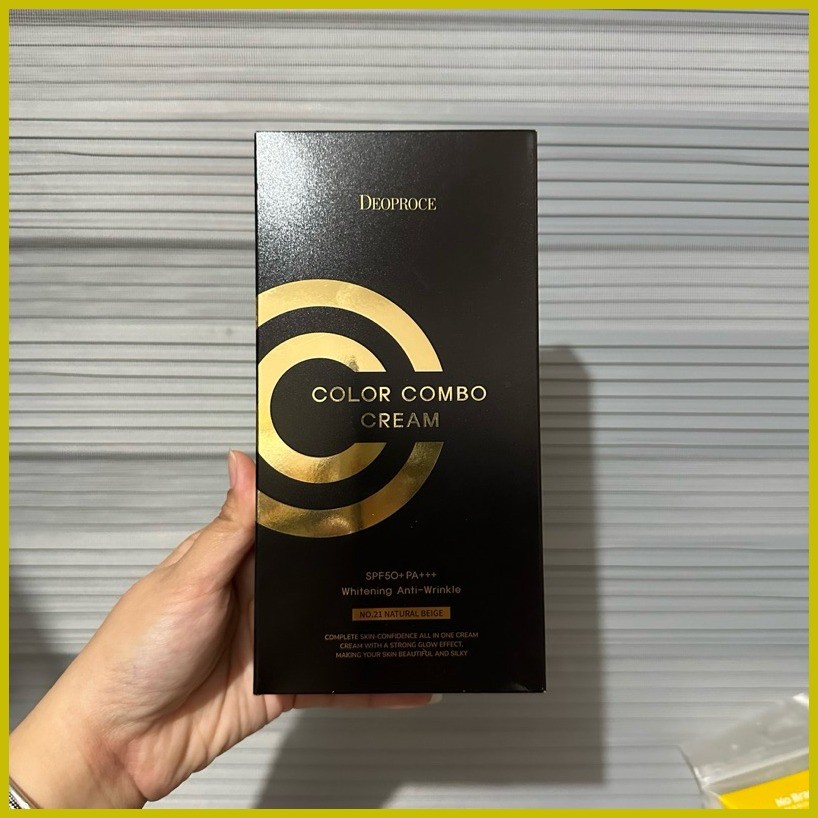 DEOPROCE
COLOR COMBO
CREAM
SPF50+PA+++
Whitening Anti-Wrinkle
NO.21 NATURAL BEIGE
COMPLETE SKIN-CONFIDENCE ALL IN ONE CREAM
CREAM WITH A STRONG GLOW EFFECT,
MAKING YOUR SKIN BEAUTIFUL AND SILKY
No